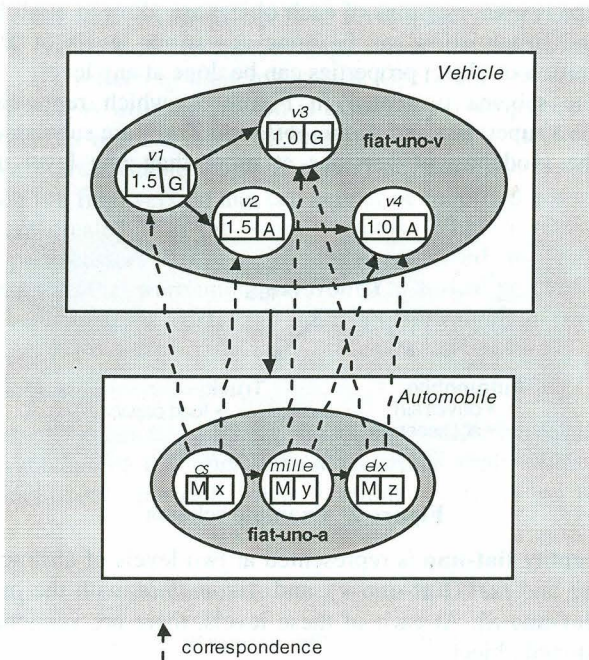 Vehicle
v3
1.0 G
fiat-uno-v
v1
1.5 G
v2
1.5 A
v4
1.0 A
Automobile
cs
M x
mille
M y
elx
M z
fiat-uno-a
correspondence